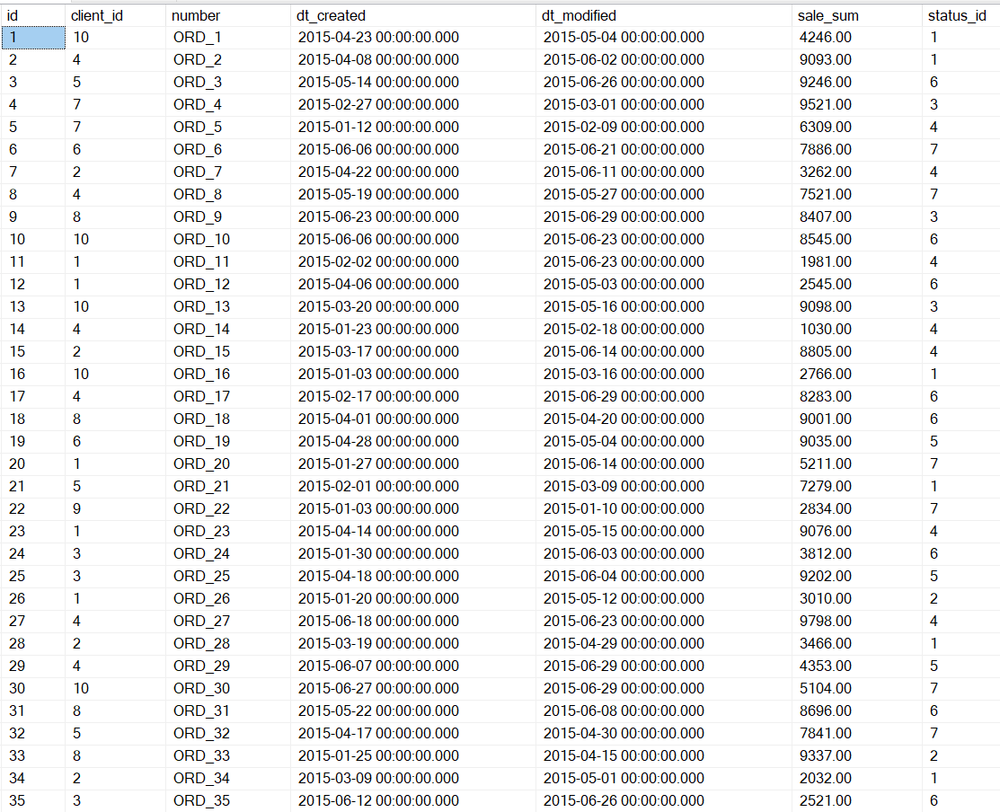 id client_id number dt_created dt_modified sale_sum status_id
1 10 ORD_1 2015-04-23 00:00:00.000 2015-05-04 00:00:00.000 4246.00 1
2 4 ORD_2 2015-04-08 00:00:00.000 2015-06-02 00:00:00.000 9093.00 1
3 5 ORD_3 2015-05-14 00:00:00.000 2015-06-26 00:00:00.000 9246.00 6
4 7 ORD_4 2015-02-27 00:00:00.000 2015-03-01 00:00:00.000 9521.00 3
5 7 ORD_5 2015-01-12 00:00:00.000 2015-02-09 00:00:00.000 6309.00 4
6 6 ORD_6 2015-06-06 00:00:00.000 2015-06-21 00:00:00.000 7886.00 7
7 2 ORD_7 2015-04-22 00:00:00.000 2015-06-11 00:00:00.000 3262.00 4
8 4 ORD_8 2015-05-19 00:00:00.000 2015-05-27 00:00:00.000 7521.00 7
9 8 ORD_9 2015-06-23 00:00:00.000 2015-06-29 00:00:00.000 8407.00 3
10 10 ORD_10 2015-06-06 00:00:00.000 2015-06-23 00:00:00.000 8545.00 6
11 1 ORD_11 2015-02-02 00:00:00.000 2015-06-23 00:00:00.000 1981.00 4
12 1 ORD_12 2015-04-06 00:00:00.000 2015-05-03 00:00:00.000 2545.00 6
13 10 ORD_13 2015-03-20 00:00:00.000 2015-05-16 00:00:00.000 9098.00 3
14 4 ORD_14 2015-01-23 00:00:00.000 2015-02-18 00:00:00.000 1030.00 4
15 2 ORD_15 2015-03-17 00:00:00.000 2015-06-14 00:00:00.000 8805.00 4
16 10 ORD_16 2015-01-03 00:00:00.000 2015-03-16 00:00:00.000 2766.00 1
17 4 ORD_17 2015-02-17 00:00:00.000 2015-06-29 00:00:00.000 8283.00 6
18 8 ORD_18 2015-04-01 00:00:00.000 2015-04-20 00:00:00.000 9001.00 6
19 6 ORD_19 2015-04-28 00:00:00.000 2015-05-04 00:00:00.000 9035.00 5
20 1 ORD_20 2015-01-27 00:00:00.000 2015-06-14 00:00:00.000 5211.00 7
21 5 ORD_21 2015-02-01 00:00:00.000 2015-03-09 00:00:00.000 7279.00 1
22 9 ORD_22 2015-01-03 00:00:00.000 2015-01-10 00:00:00.000 2834.00 7
23 1 ORD_23 2015-04-14 00:00:00.000 2015-05-15 00:00:00.000 9076.00 4
24 3 ORD_24 2015-01-30 00:00:00.000 2015-06-03 00:00:00.000 3812.00 6
25 3 ORD_25 2015-04-18 00:00:00.000 2015-06-04 00:00:00.000 9202.00 5
26 1 ORD_26 2015-01-20 00:00:00.000 2015-05-12 00:00:00.000 3010.00 2
27 4 ORD_27 2015-06-18 00:00:00.000 2015-06-23 00:00:00.000 9798.00 4
28 2 ORD_28 2015-03-19 00:00:00.000 2015-04-29 00:00:00.000 3466.00 1
29 4 ORD_29 2015-06-07 00:00:00.000 2015-06-29 00:00:00.000 4353.00 5
30 10 ORD_30 2015-06-27 00:00:00.000 2015-06-29 00:00:00.000 5104.00 7
31 8 ORD_31 2015-05-22 00:00:00.000 2015-06-08 00:00:00.000 8696.00 6
32 5 ORD_32 2015-04-17 00:00:00.000 2015-04-30 00:00:00.000 7841.00 7
33 8 ORD_33 2015-01-25 00:00:00.000 2015-04-15 00:00:00.000 9337.00 2
34 2 ORD_34 2015-03-09 00:00:00.000 2015-05-01 00:00:00.000 2032.00 1
35 3 ORD_35 2015-06-12 00:00:00.000 2015-06-26 00:00:00.000 2521.00 6